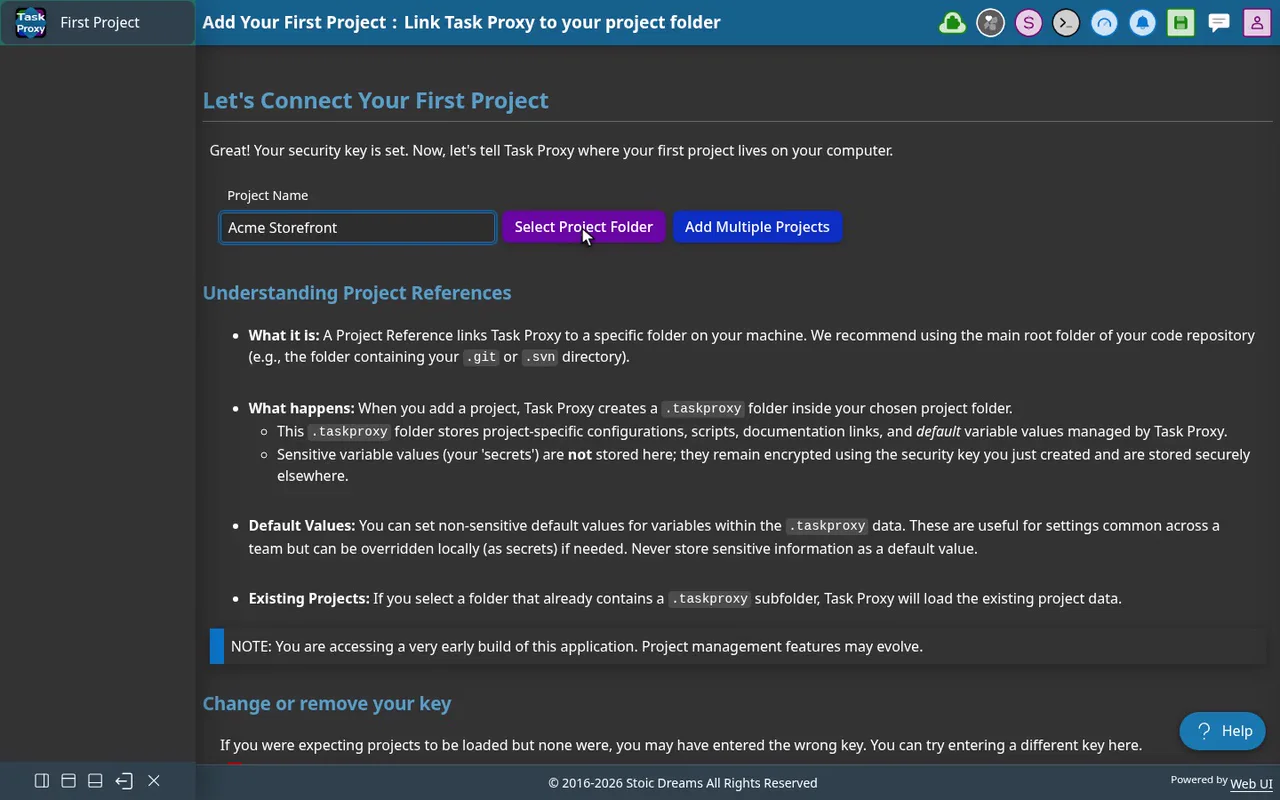 Task Proxy
First Project
Add Your First Project : Link Task Proxy to your project folder
S
Let's Connect Your First Project
Great! Your security key is set. Now, let's tell Task Proxy where your first project lives on your computer.
Project Name
Acme Storefront
Select Project Folder
Add Multiple Projects
Understanding Project References
What it is: A Project Reference links Task Proxy to a specific folder on your machine. We recommend using the main root folder of your code repository
(e.g., the folder containing your .git or .svn directory).
What happens: When you add a project, Task Proxy creates a .taskproxy folder inside your chosen project folder.
This .taskproxy folder stores project-specific configurations, scripts, documentation links, and default variable values managed by Task Proxy.
Sensitive variable values (your 'secrets') are not stored here; they remain encrypted using the security key you just created and are stored securely
elsewhere.
Default Values: You can set non-sensitive default values for variables within the .taskproxy data. These are useful for settings common across a
team but can be overridden locally (as secrets) if needed. Never store sensitive information as a default value.
Existing Projects: If you select a folder that already contains a .taskproxy subfolder, Task Proxy will load the existing project data.
NOTE: You are accessing a very early build of this application. Project management features may evolve.
Change or remove your key
If you were expecting projects to be loaded but none were, you may have entered the wrong key. You can try entering a different key here.
? Help
© 2016-2026 Stoic Dreams All Rights Reserved
Powered by Web UI